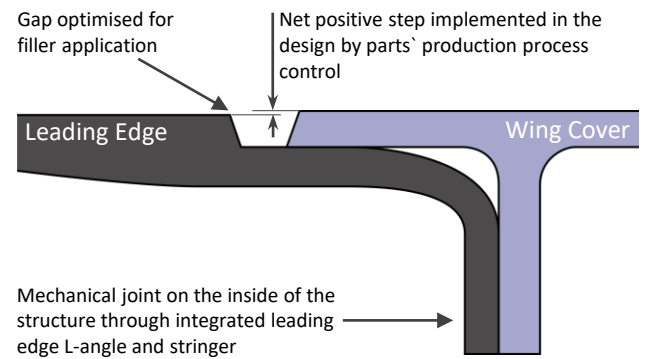 Gap optimised for
filler application
Net positive step implemented in the
design by parts` production process
control
Leading Edge
Wing Cover
Mechanical joint on the inside of the
structure through integrated leading
edge L-angle and stringer